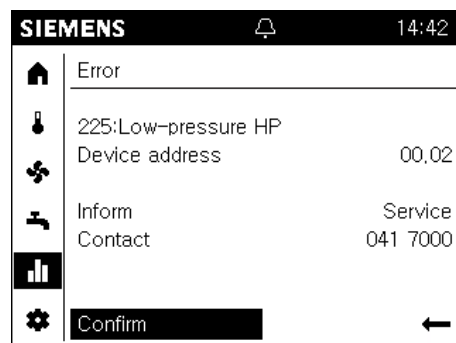 SIEMENS 14:42
Error
225:Low-pressure HP
Device address 00.02
Inform Service
Contact 041 7000
Confirm